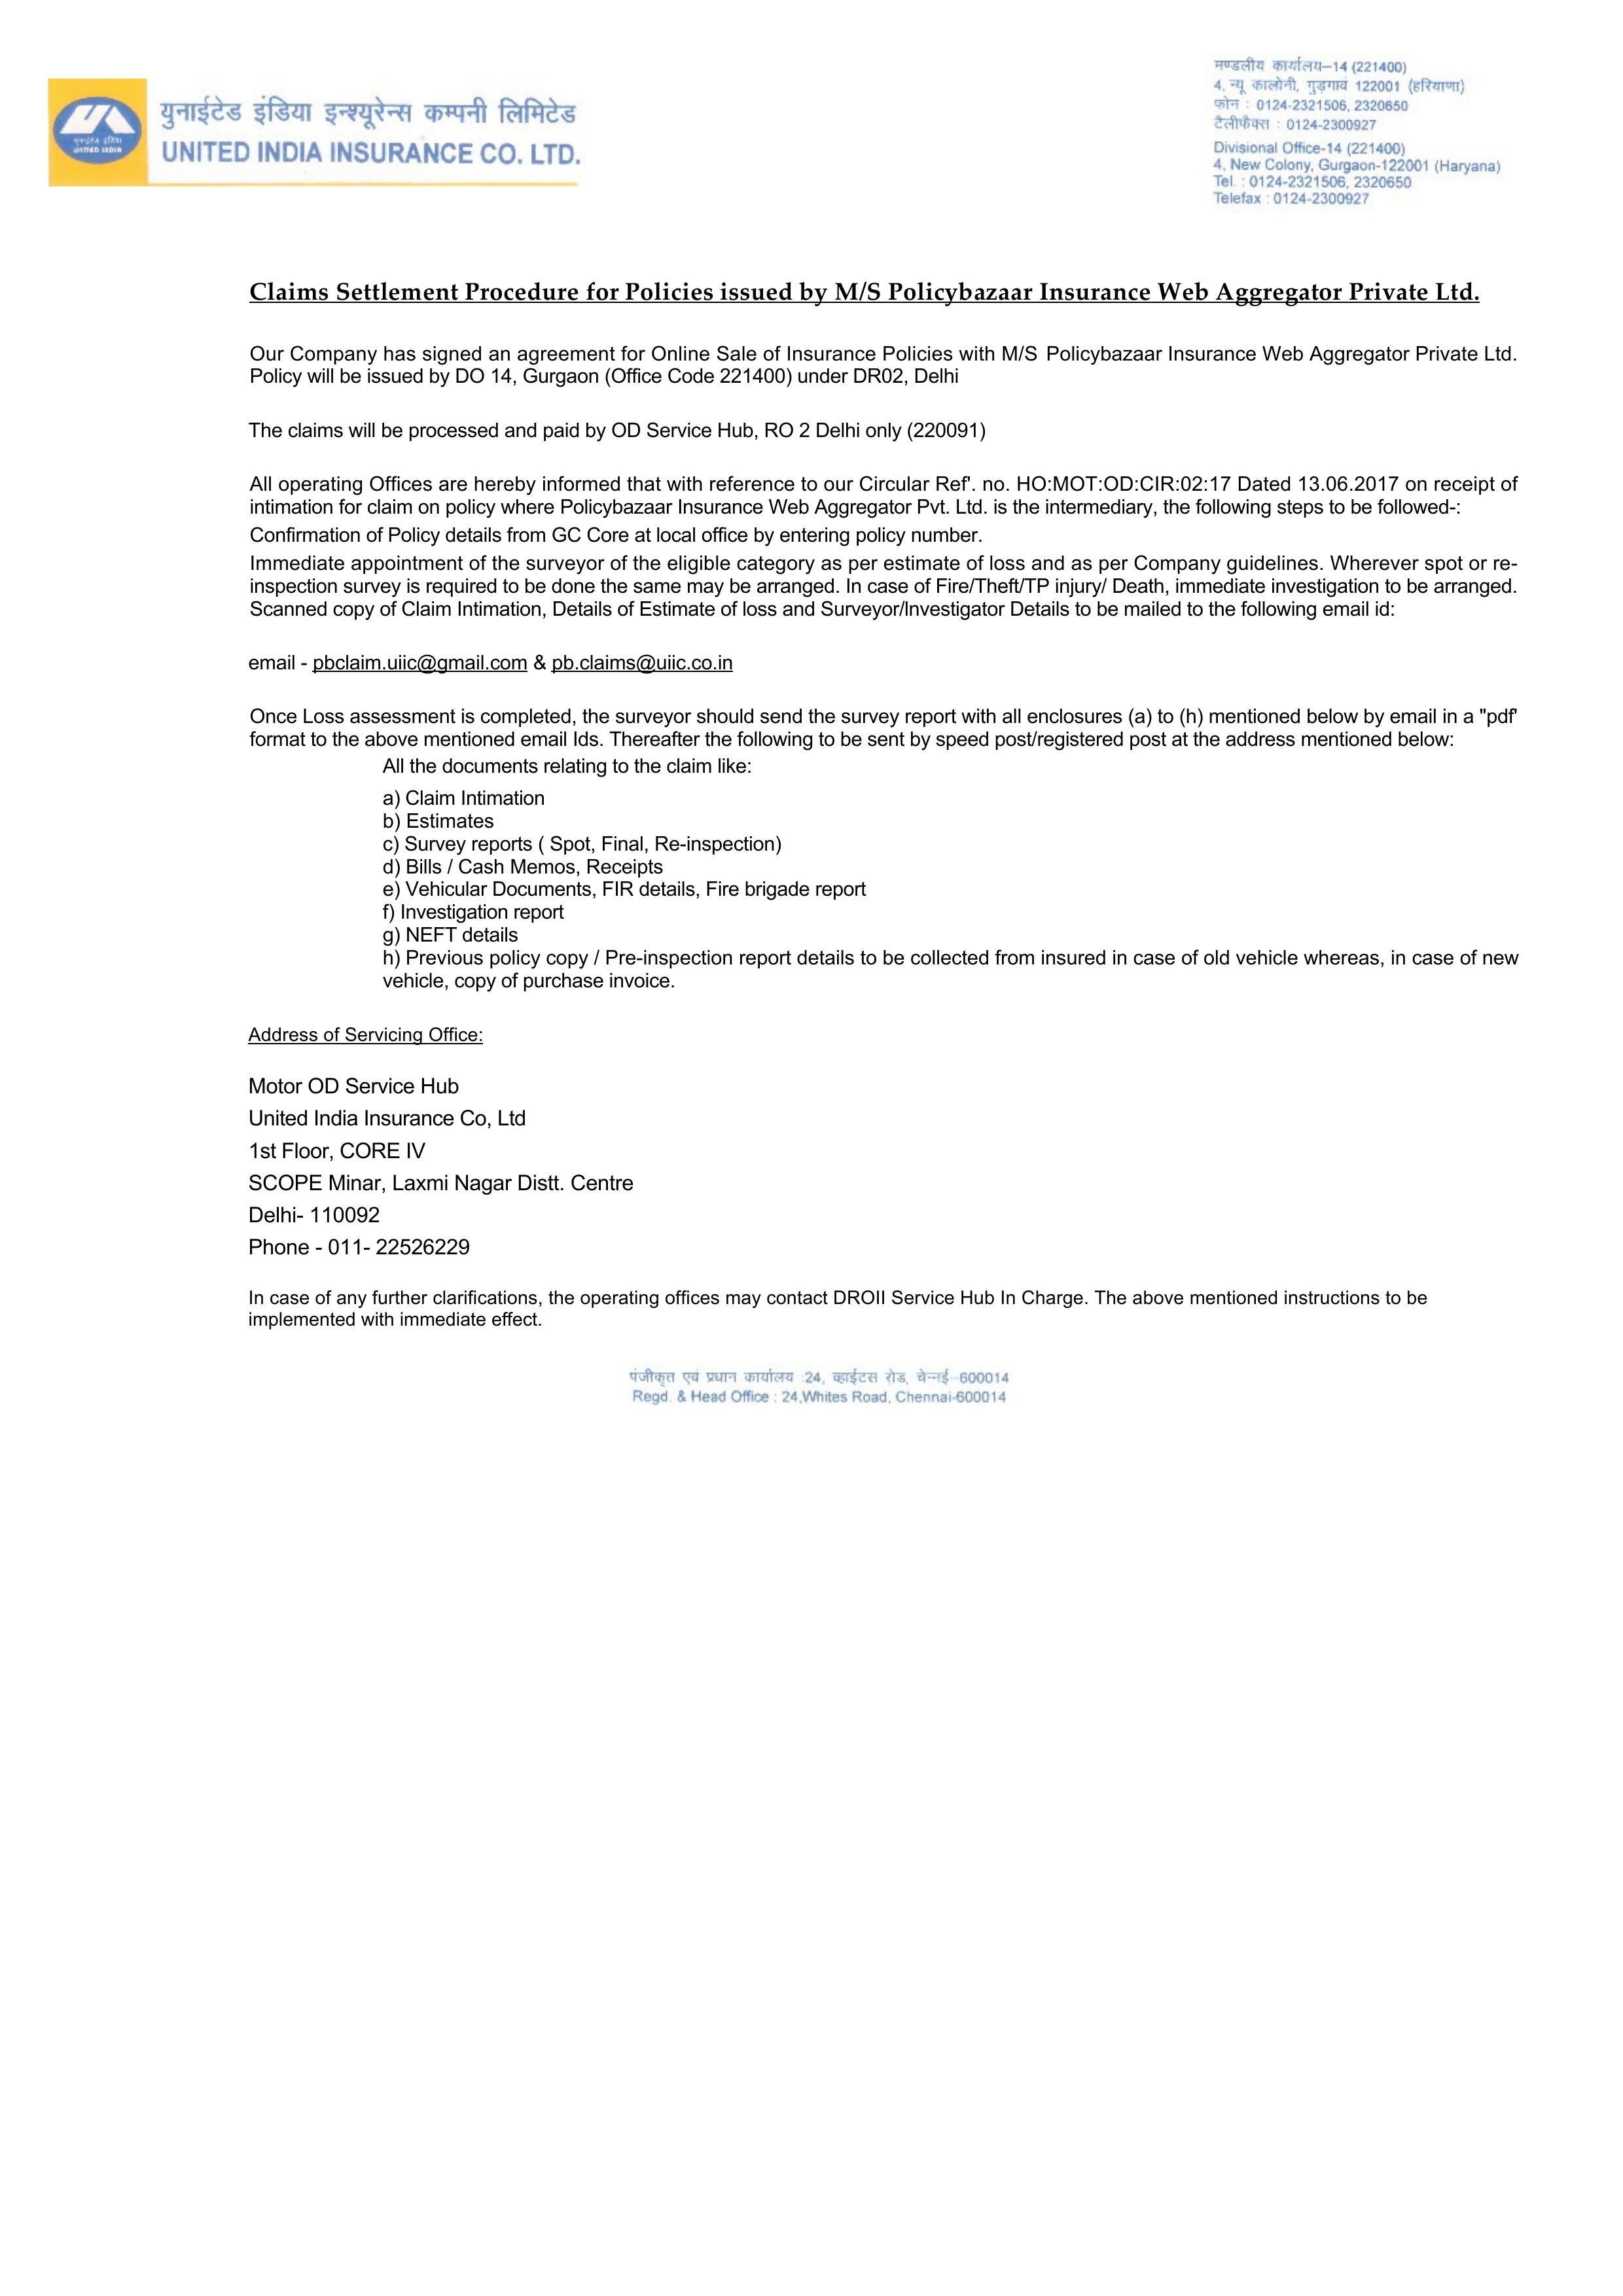 युनाईटेड इंडिया इन्श्यूरेन्स कम्पनी लिमिटेड
UNITED INDIA INSURANCE CO. LTD.
यूनाईटेड इंडिया
UNITED INDIA
मण्डलीय कार्यालय–14 (221400)
4, न्यू कालोनी, गुड़गावं 122001 (हरियाणा)
फोन : 0124-2321506, 2320650
टैलीफैक्स : 0124-2300927
Divisional Office-14 (221400)
4, New Colony, Gurgaon-122001 (Haryana)
Tel. : 0124-2321506, 2320650
Telefax : 0124-2300927
Claims Settlement Procedure for Policies issued by M/S Policybazaar Insurance Web Aggregator Private Ltd.
Our Company has signed an agreement for Online Sale of Insurance Policies with M/S Policybazaar Insurance Web Aggregator Private Ltd.
Policy will be issued by DO 14, Gurgaon (Office Code 221400) under DR02, Delhi
The claims will be processed and paid by OD Service Hub, RO 2 Delhi only (220091)
All operating Offices are hereby informed that with reference to our Circular Ref'. no. HO:MOT:OD:CIR:02:17 Dated 13.06.2017 on receipt of
intimation for claim on policy where Policybazaar Insurance Web Aggregator Pvt. Ltd. is the intermediary, the following steps to be followed-:
Confirmation of Policy details from GC Core at local office by entering policy number.
Immediate appointment of the surveyor of the eligible category as per estimate of loss and as per Company guidelines. Wherever spot or re-
inspection survey is required to be done the same may be arranged. In case of Fire/Theft/TP injury/ Death, immediate investigation to be arranged.
Scanned copy of Claim Intimation, Details of Estimate of loss and Surveyor/Investigator Details to be mailed to the following email id:
email - pbclaim.uiic@gmail.com & pb.claims@uiic.co.in
Once Loss assessment is completed, the surveyor should send the survey report with all enclosures (a) to (h) mentioned below by email in a "pdf'
format to the above mentioned email Ids. Thereafter the following to be sent by speed post/registered post at the address mentioned below:
All the documents relating to the claim like:
a) Claim Intimation
b) Estimates
c) Survey reports ( Spot, Final, Re-inspection)
d) Bills / Cash Memos, Receipts
e) Vehicular Documents, FIR details, Fire brigade report
f) Investigation report
g) NEFT details
h) Previous policy copy / Pre-inspection report details to be collected from insured in case of old vehicle whereas, in case of new
vehicle, copy of purchase invoice.
Address of Servicing Office:
Motor OD Service Hub
United India Insurance Co, Ltd
1st Floor, CORE IV
SCOPE Minar, Laxmi Nagar Distt. Centre
Delhi- 110092
Phone - 011- 22526229
In case of any further clarifications, the operating offices may contact DROII Service Hub In Charge. The above mentioned instructions to be
implemented with immediate effect.
पंजीकृत एवं प्रधान कार्यालय :24, व्हाईटस रोड, चेन्नई–600014
Regd. & Head Office : 24,Whites Road, Chennai-600014